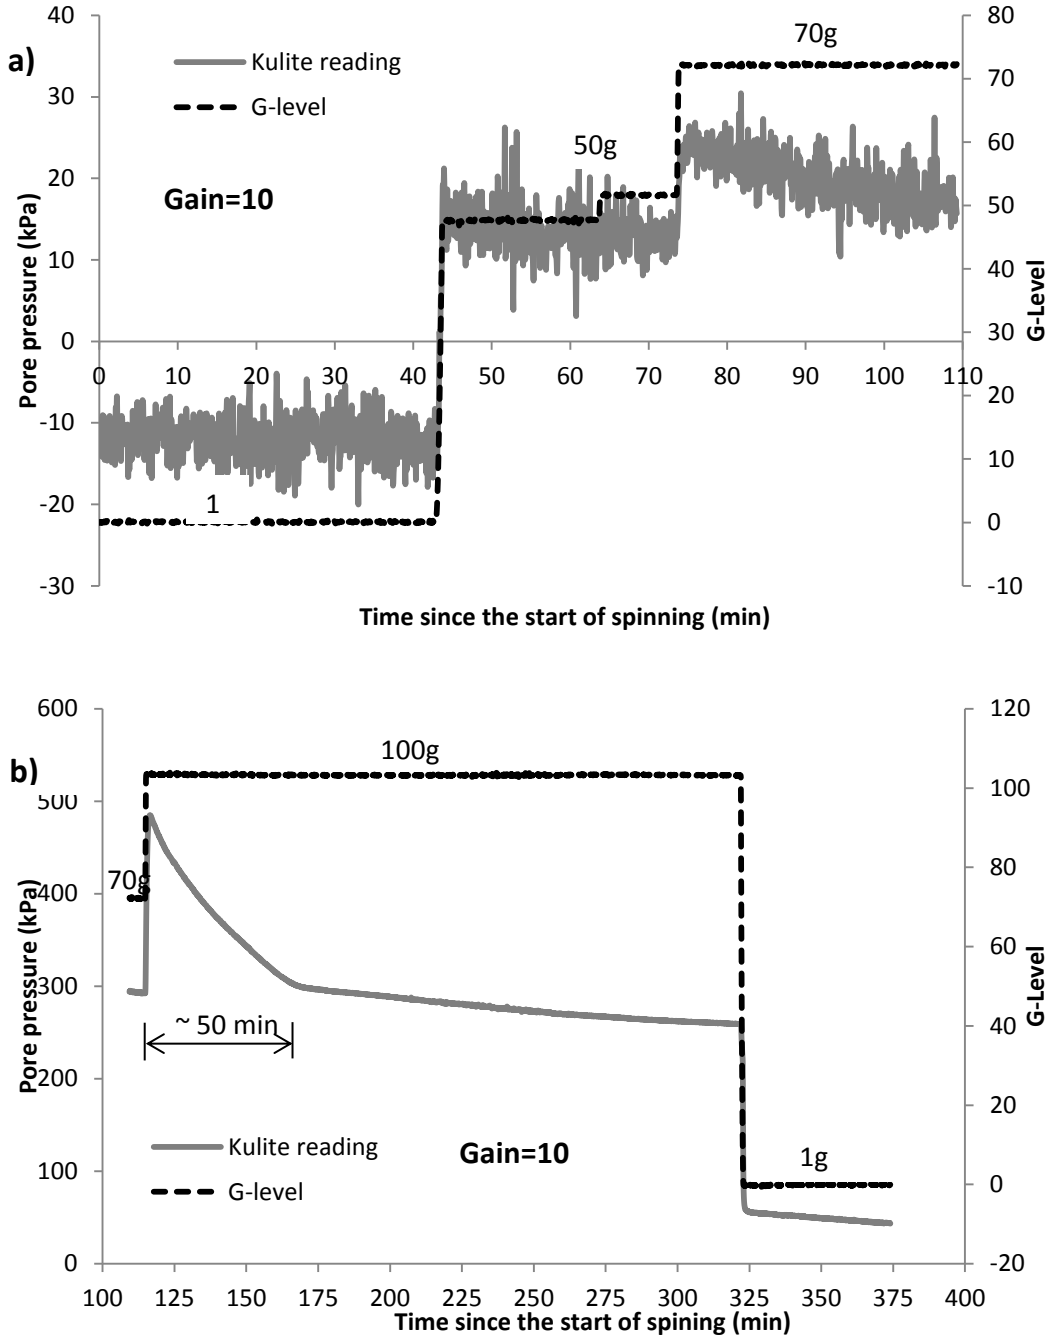 a)
40
30
20
10
0
-10
-20
-30
Pore pressure (kPa)
Kulite reading
G-level
Gain=10
1
50g
70g
0 10 20 30 40 50 60 70 80 90 100 110
80
70
60
50
40
30
20
10
0
-10
G-Level
Time since the start of spinning (min)
b)
600
500
400
300
200
100
0
Pore pressure (kPa)
70g
100g
~ 50 min
Kulite reading
G-level
Gain=10
1g
120
100
80
60
40
20
0
-20
G-Level
100 125 150 175 200 225 250 275 300 325 350 375 400
Time since the start of spining (min)